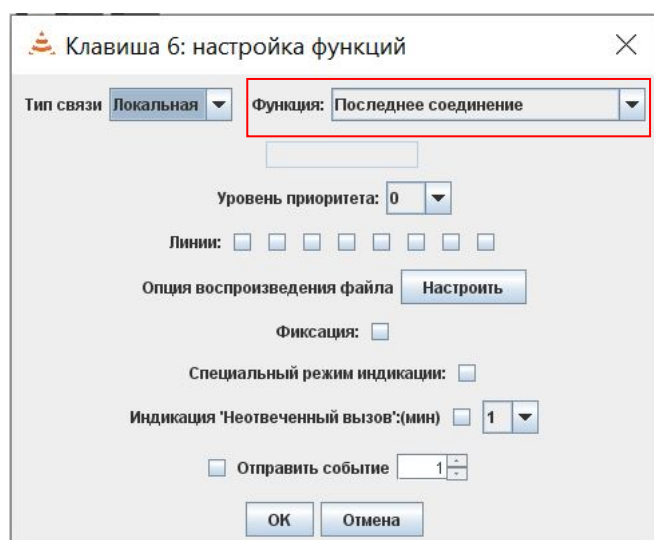 Клавиша 6: настройка функций
Тип связи Локальная Функция: Последнее соединение
Уровень приоритета: 0
Линии:
Опция воспроизведения файла Настроить
Фиксация:
Специальный режим индикации:
Индикация 'Неотвеченный вызов':(мин) 1
Отправить событие 1
ОК Отмена